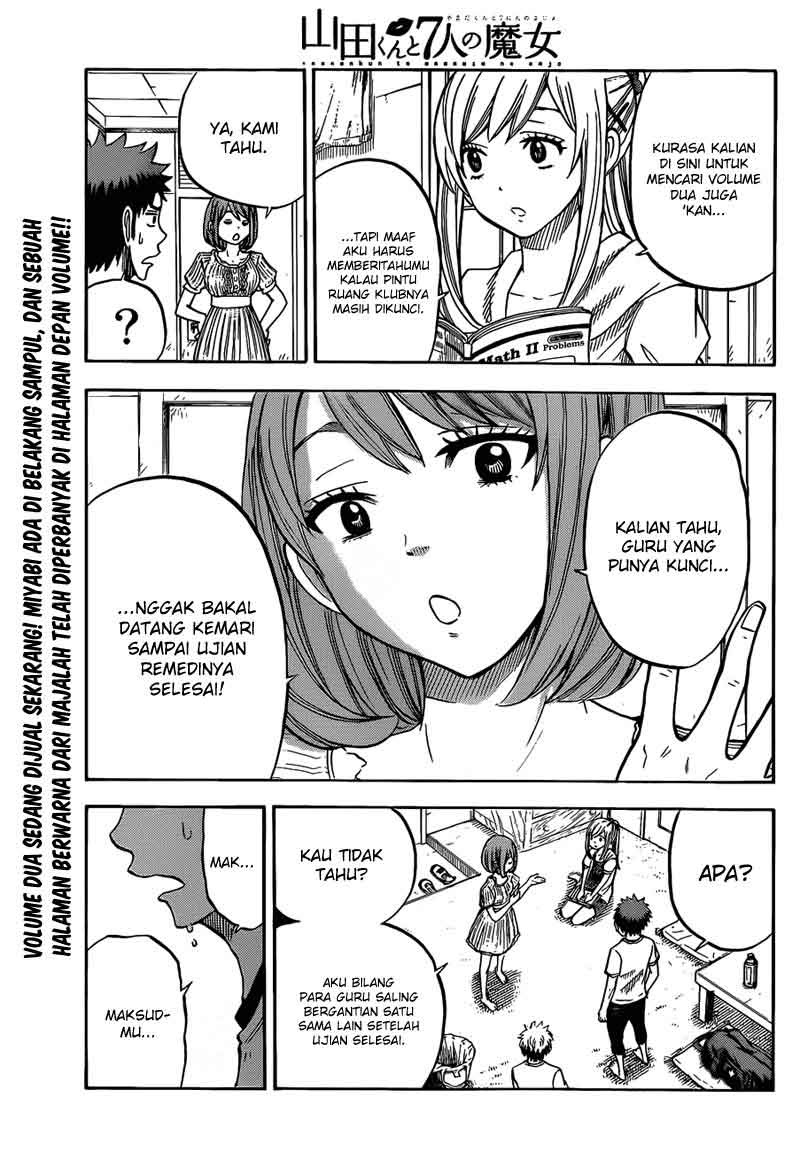 山田くんと7人の魔女
KURASA KALIAN
DI SINI UNTUK
MENCARI VOLUME
DUA JUGA
'KAN...
...TAPI MAAF
AKU HARUS
MEMBERITAHUMU
KALAU PINTU
RUANG KLUBNYA
MASIH DIKUNCI.
Math II Problems
YA, KAMI
TAHU.
?
KALIAN TAHU,
GURU YANG
PUNYA KUNCI...
...NGGAK BAKAL
DATANG KEMARI
SAMPAI UJIAN
REMEDINYA
SELESAI!
APA?
KAU TIDAK
TAHU?
AKU BILANG
PARA GURU SALING
BERGANTIAN SATU
SAMA LAIN SETELAH
UJIAN SELESAI.
MAK...
MAKSUD-
MU...
VOLUME DUA SEDANG DIJUAL SEKARANG! MIYABI ADA DI BELAKANG SAMPUL, DAN SEBUAH
HALAMAN BERWARNA DARI MAJALAH TELAH DIPERBANYAK DI HALAMAN DEPAN VOLUME!!